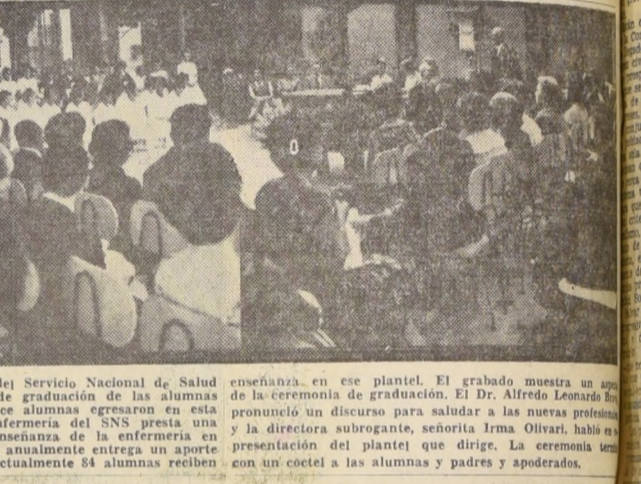 del Servicio Nacional de Salud
de graduación de las alumnas
ce alumnas egresaron en esta
nfermería del SNS presta una
nseñanza de la enfermería en
anualmente entrega un aporte
ctualmente 84 alumnas reciben
enseñanza en ese plantel. El grabado muestra un
de la ceremonia de graduación. El Dr. Alfredo Leonardo
pronunció un discurso para saludar a las nuevas profesion
y la directora subrogante, señorita Irma Olivari, habló en
presentación del plantel que dirige. La ceremonia
con un coctel a las alumnas y padres y apoderados.